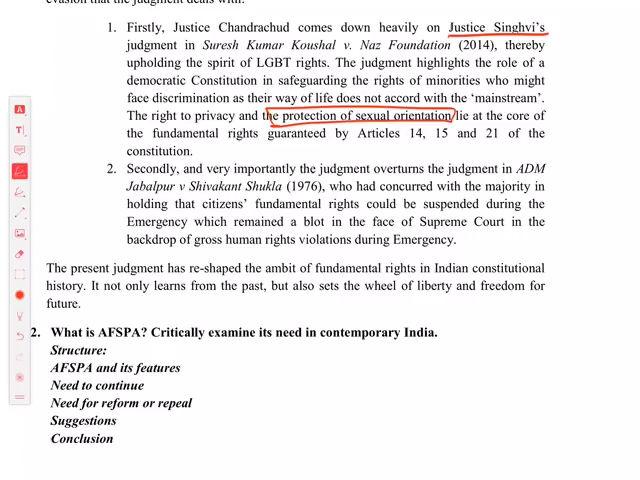 evasion that the judgment deals with.
1. Firstly, Justice Chandrachud comes down heavily on Justice Singhvi's
judgment in Suresh Kumar Koushal v. Naz Foundation (2014), thereby
upholding the spirit of LGBT rights. The judgment highlights the role of a
democratic Constitution in safeguarding the rights of minorities who might
face discrimination as their way of life does not accord with the 'mainstream'.
The right to privacy and the protection of sexual orientation lie at the core of
the fundamental rights guaranteed by Articles 14, 15 and 21 of the
constitution.
2. Secondly, and very importantly the judgment overturns the judgment in ADM
Jabalpur v Shivakant Shukla (1976), who had concurred with the majority in
holding that citizens' fundamental rights could be suspended during the
Emergency which remained a blot in the face of Supreme Court in the
backdrop of gross human rights violations during Emergency.
The present judgment has re-shaped the ambit of fundamental rights in Indian constitutional
history. It not only learns from the past, but also sets the wheel of liberty and freedom for
future.
2. What is AFSPA? Critically examine its need in contemporary India.
Structure:
AFSPA and its features
Need to continue
Need for reform or repeal
Suggestions
Conclusion